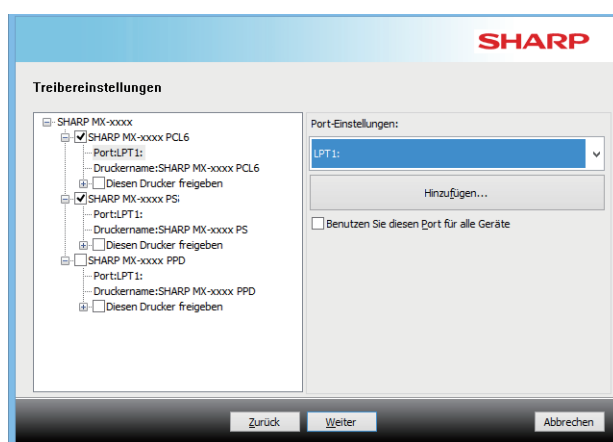 SHARP
Treibereinstellungen
SHARP MX-xxxx
SHARP MX-xxxx PCL6
Port:LPT1:
Druckername:SHARP MX-xxxx PCL6
Diesen Drucker freigeben
SHARP MX-xxxx PS
Port:LPT1:
Druckername:SHARP MX-xxxx PS
Diesen Drucker freigeben
SHARP MX-xxxx PPD
Port:LPT1:
Druckername:SHARP MX-xxxx PPD
Diesen Drucker freigeben
Port-Einstellungen:
LPT1:
Hinzufügen...
Benutzen Sie diesen Port für alle Geräte
Zurück
Weiter
Abbrechen